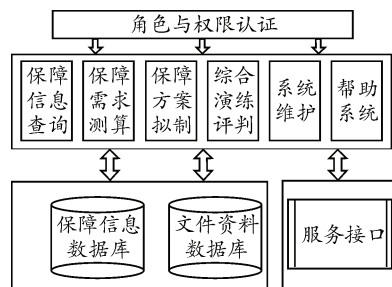 角色与权限认证
保障 保障 保障 综合 系统 帮助
信息 需求 方案 演练 维护 系统
查询 测算 拟制 评判
保障信息 文件资料 服务接口
数据库 数据库